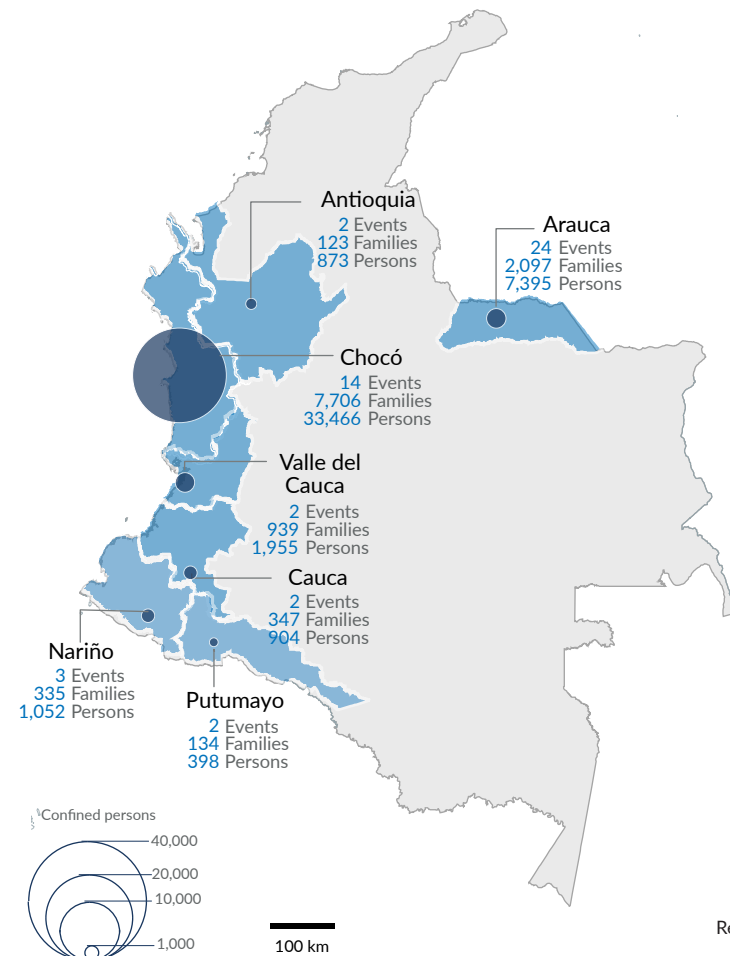 Antioquia
2 Events
123 Families
873 Persons
Arauca
24 Events
2,097 Families
7,395 Persons
Chocó
14 Events
7,706 Families
33,466 Persons
Valle del
Cauca
2 Events
939 Families
1,955 Persons
Cauca
2 Events
347 Families
904 Persons
Nariño
3 Events
335 Families
1,052 Persons
Putumayo
2 Events
134 Families
398 Persons
Confined persons
40,000
20,000
10,000
1,000
100 km